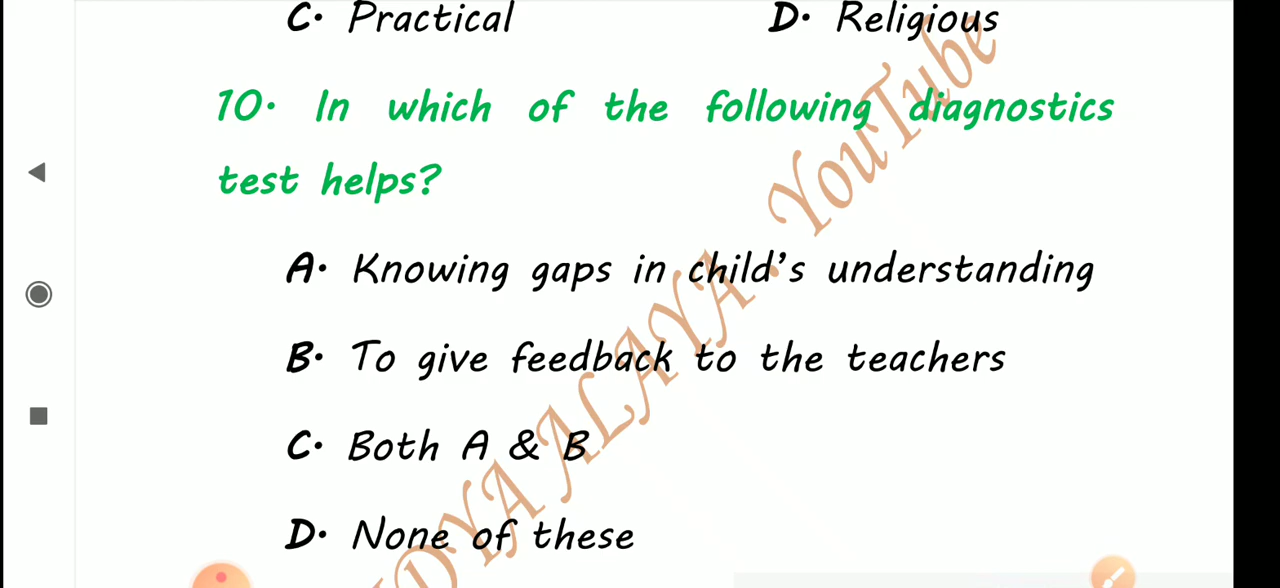 C. Practical D. Religious
10. In which of the following diagnostics
test helps?
A. Knowing gaps in child's understanding
B. To give feedback to the teachers
C. Both A & B
D. None of these
ALAYA. YouTube